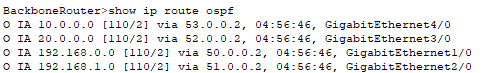 BackboneRouter>show ip route ospf
O IA 10.0.0.0 [110/2] via 53.0.0.2, 04:56:46, GigabitEthernet4/0
O IA 20.0.0.0 [110/2] via 52.0.0.2, 04:56:46, GigabitEthernet3/0
O IA 192.168.0.0 [110/2] via 50.0.0.2, 04:56:46, GigabitEthernet1/0
O IA 192.168.1.0 [110/2] via 51.0.0.2, 04:56:46, GigabitEthernet2/0